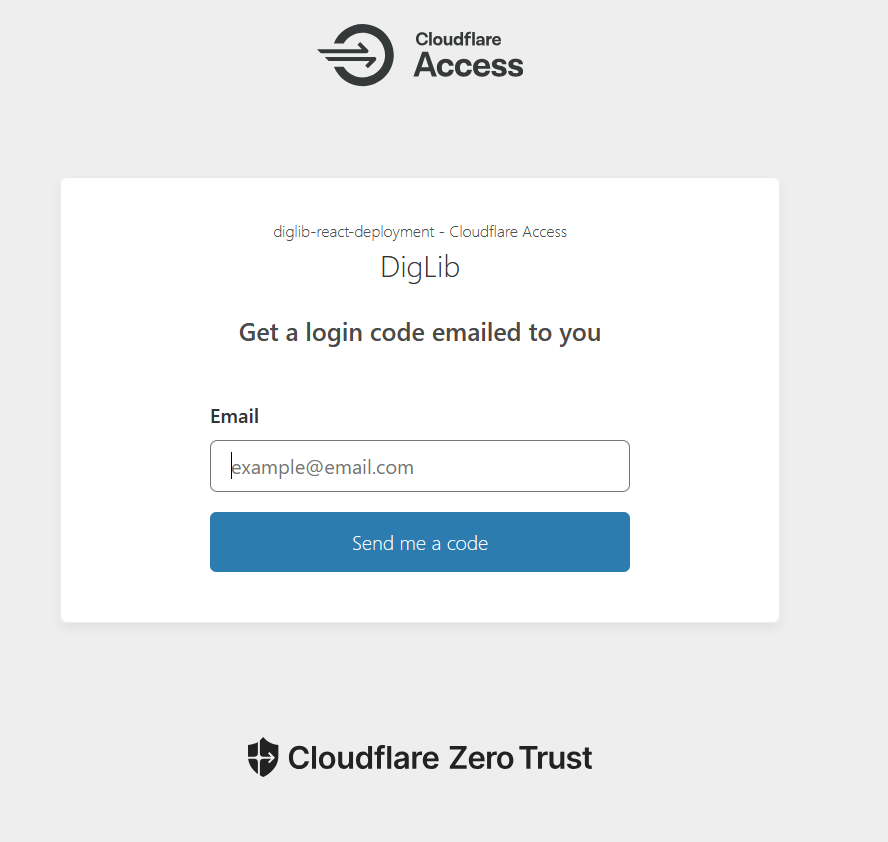 Cloudflare
Access
diglib-react-deployment - Cloudflare Access
DigLib
Get a login code emailed to you
Email
example@email.com
Send me a code
Cloudflare Zero Trust